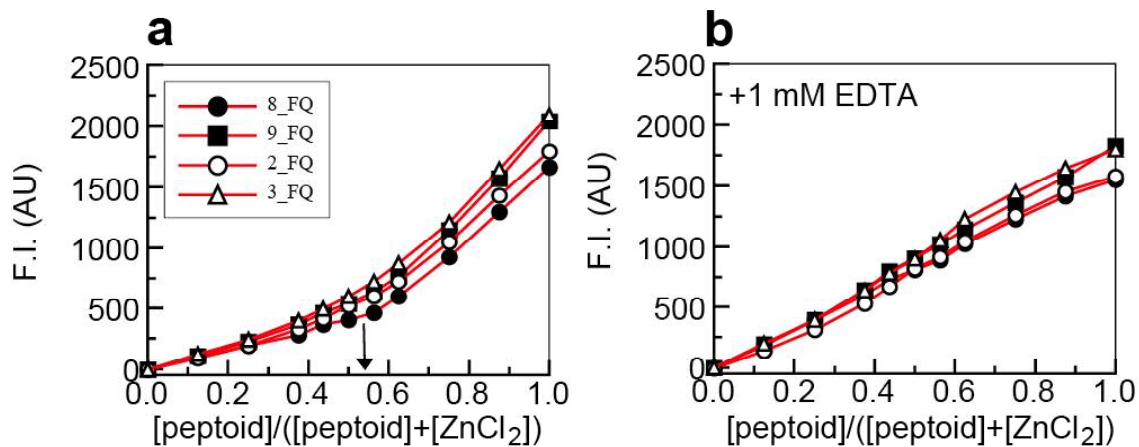 a
2500
2000
1500
1000
500
0
F.I. (AU)
8_FQ
9_FQ
2_FQ
3_FQ
0.0 0.2 0.4 0.6 0.8 1.0
[peptoid]/([peptoid]+[ZnCl2])
b
2500
2000
1500
1000
500
0
F.I. (AU)
+1 mM EDTA
0.0 0.2 0.4 0.6 0.8 1.0
[peptoid]/([peptoid]+[ZnCl2])